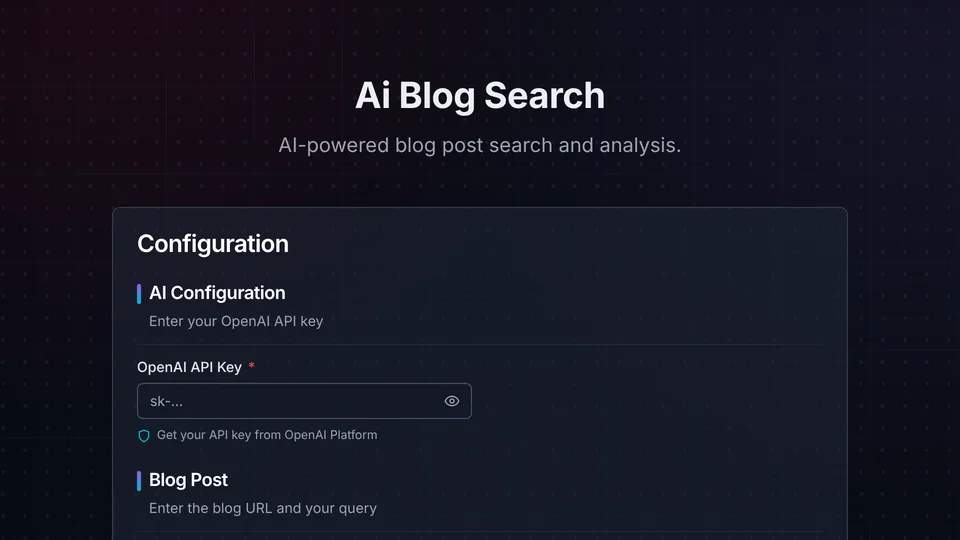 Ai Blog Search
AI-powered blog post search and analysis.
Configuration
AI Configuration
Enter your OpenAI API key
OpenAI API Key *
sk-...
Get your API key from OpenAI Platform
Blog Post
Enter the blog URL and your query